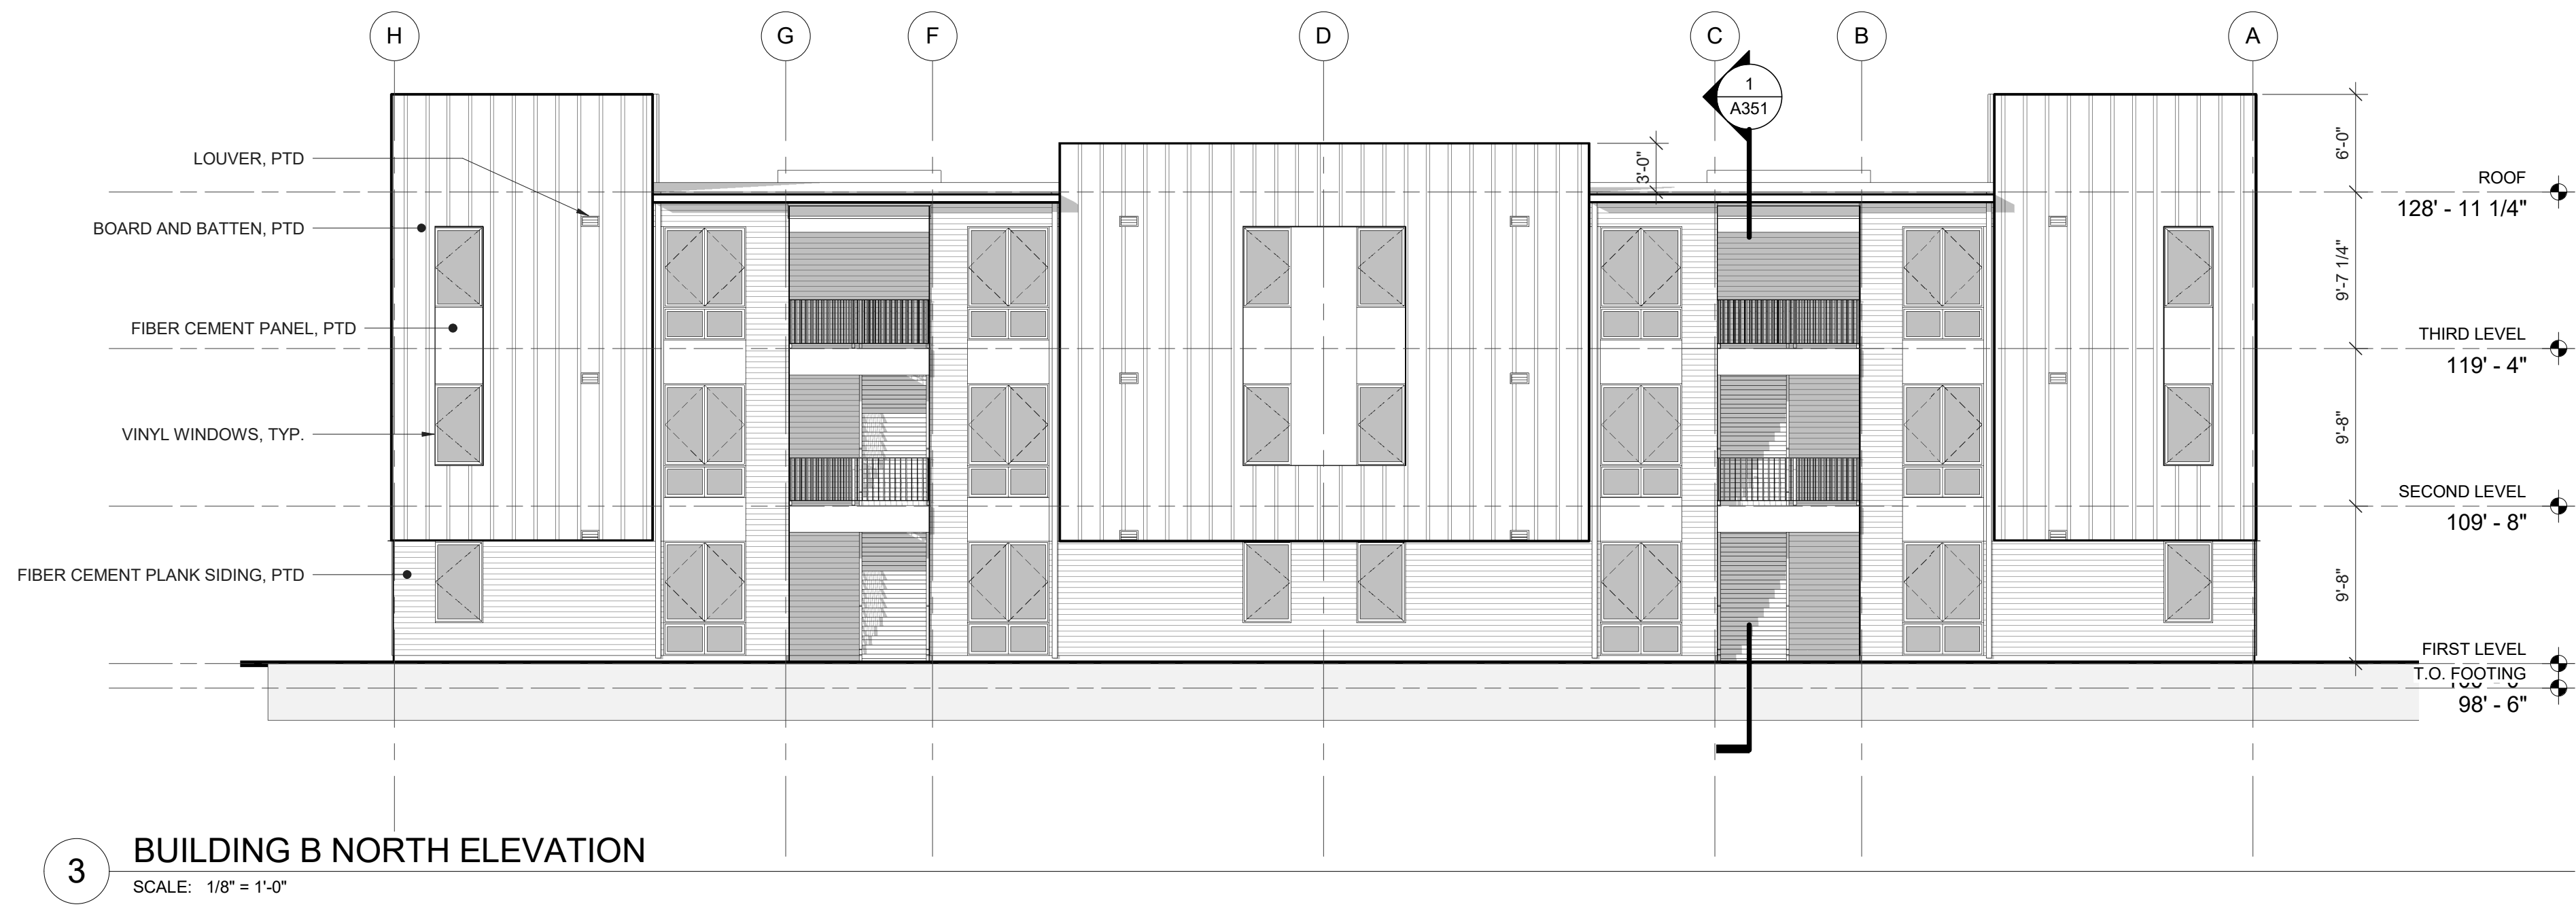 H
G
F
D
C
B
A
1
A351
LOUVER, PTD
BOARD AND BATTEN, PTD
FIBER CEMENT PANEL, PTD
VINYL WINDOWS, TYP.
FIBER CEMENT PLANK SIDING, PTD
3'-0"
6'-0"
9'-7 1/4"
9'-8"
9'-8"
ROOF
128' - 11 1/4"
THIRD LEVEL
119' - 4"
SECOND LEVEL
109' - 8"
FIRST LEVEL
T.O. FOOTING
98' - 6"
3
BUILDING B NORTH ELEVATION
SCALE: 1/8" = 1'-0"